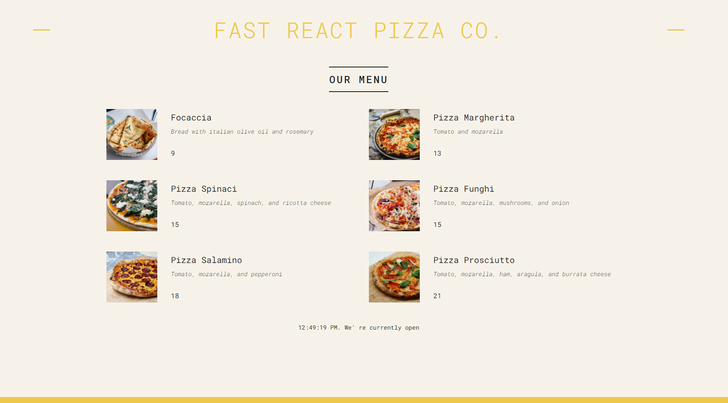 FAST REACT PIZZA CO.
OUR MENU
Focaccia
Bread with italian olive oil and rosemary
9
Pizza Margherita
Tomato and mozarella
13
Pizza Spinaci
Tomato, mozarella, spinach, and ricotta cheese
15
Pizza Funghi
Tomato, mozarella, mushrooms, and onion
15
Pizza Salamino
Tomato, mozarella, and pepperoni
18
Pizza Prosciutto
Tomato, mozarella, ham, aragula, and burrata cheese
21
12:49:19 PM. We' re currently open